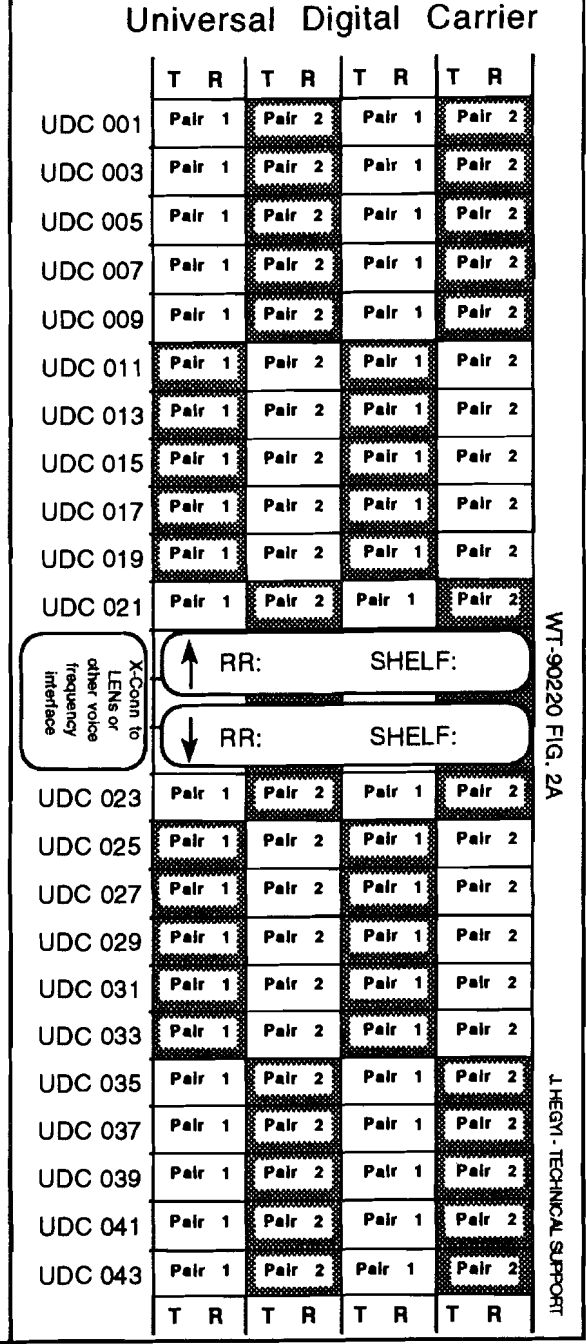 Universal Digital Carrier
T R T R T R T R
UDC 001 Pair 1 Pair 2 Pair 1 Pair 2
UDC 003 Pair 1 Pair 2 Pair 1 Pair 2
UDC 005 Pair 1 Pair 2 Pair 1 Pair 2
UDC 007 Pair 1 Pair 2 Pair 1 Pair 2
UDC 009 Pair 1 Pair 2 Pair 1 Pair 2
UDC 011 Pair 1 Pair 2 Pair 1 Pair 2
UDC 013 Pair 1 Pair 2 Pair 1 Pair 2
UDC 015 Pair 1 Pair 2 Pair 1 Pair 2
UDC 017 Pair 1 Pair 2 Pair 1 Pair 2
UDC 019 Pair 1 Pair 2 Pair 1 Pair 2
UDC 021 Pair 1 Pair 2 Pair 1 Pair 2
X-Conn to
LENs or
other voice
frequency
interface
RR: SHELF:
RR: SHELF:
UDC 023 Pair 1 Pair 2 Pair 1 Pair 2
UDC 025 Pair 1 Pair 2 Pair 1 Pair 2
UDC 027 Pair 1 Pair 2 Pair 1 Pair 2
UDC 029 Pair 1 Pair 2 Pair 1 Pair 2
UDC 031 Pair 1 Pair 2 Pair 1 Pair 2
UDC 033 Pair 1 Pair 2 Pair 1 Pair 2
UDC 035 Pair 1 Pair 2 Pair 1 Pair 2
UDC 037 Pair 1 Pair 2 Pair 1 Pair 2
UDC 039 Pair 1 Pair 2 Pair 1 Pair 2
UDC 041 Pair 1 Pair 2 Pair 1 Pair 2
UDC 043 Pair 1 Pair 2 Pair 1 Pair 2
T R T R T R T R
WT-90220 FIG. 2A
J. HEGYI - TECHNICAL SUPPORT